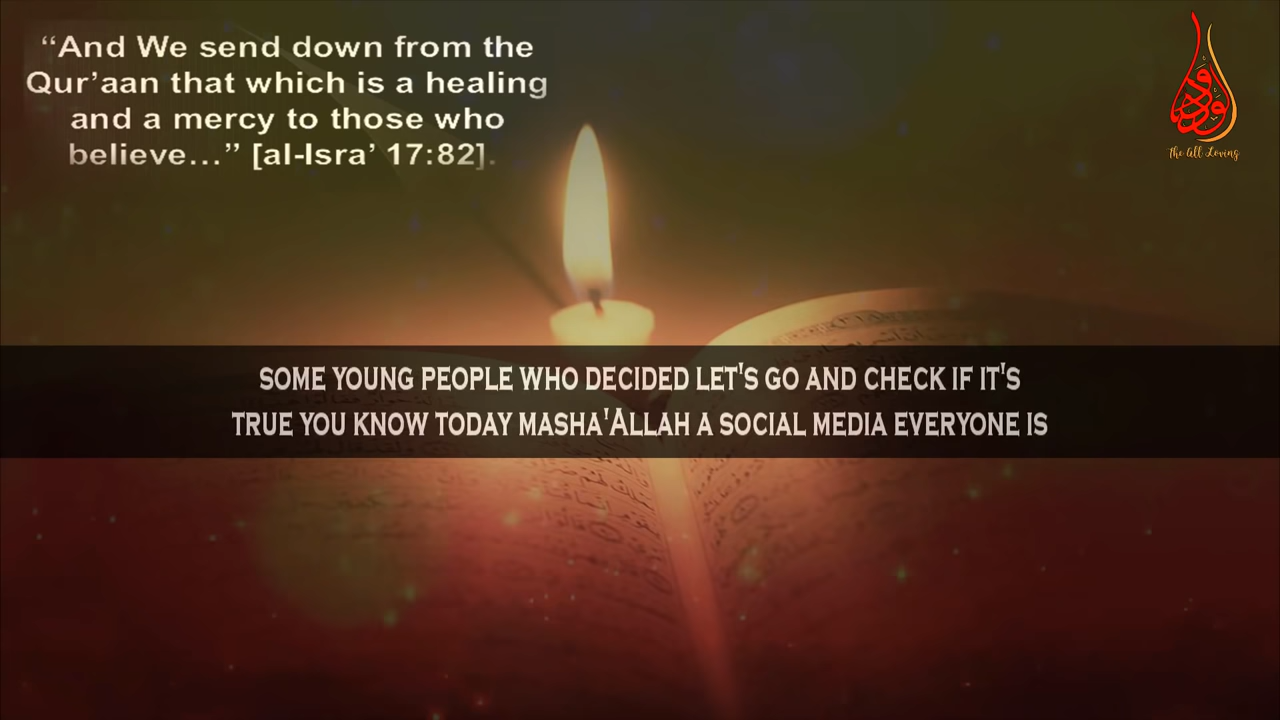 “And We send down from the
Qur’aan that which is a healing
and a mercy to those who
believe...” [al-Isra’ 17:82].
الودود
The All Loving
SOME YOUNG PEOPLE WHO DECIDED LET'S GO AND CHECK IF IT'S
TRUE YOU KNOW TODAY MASHA'ALLAH A SOCIAL MEDIA EVERYONE IS